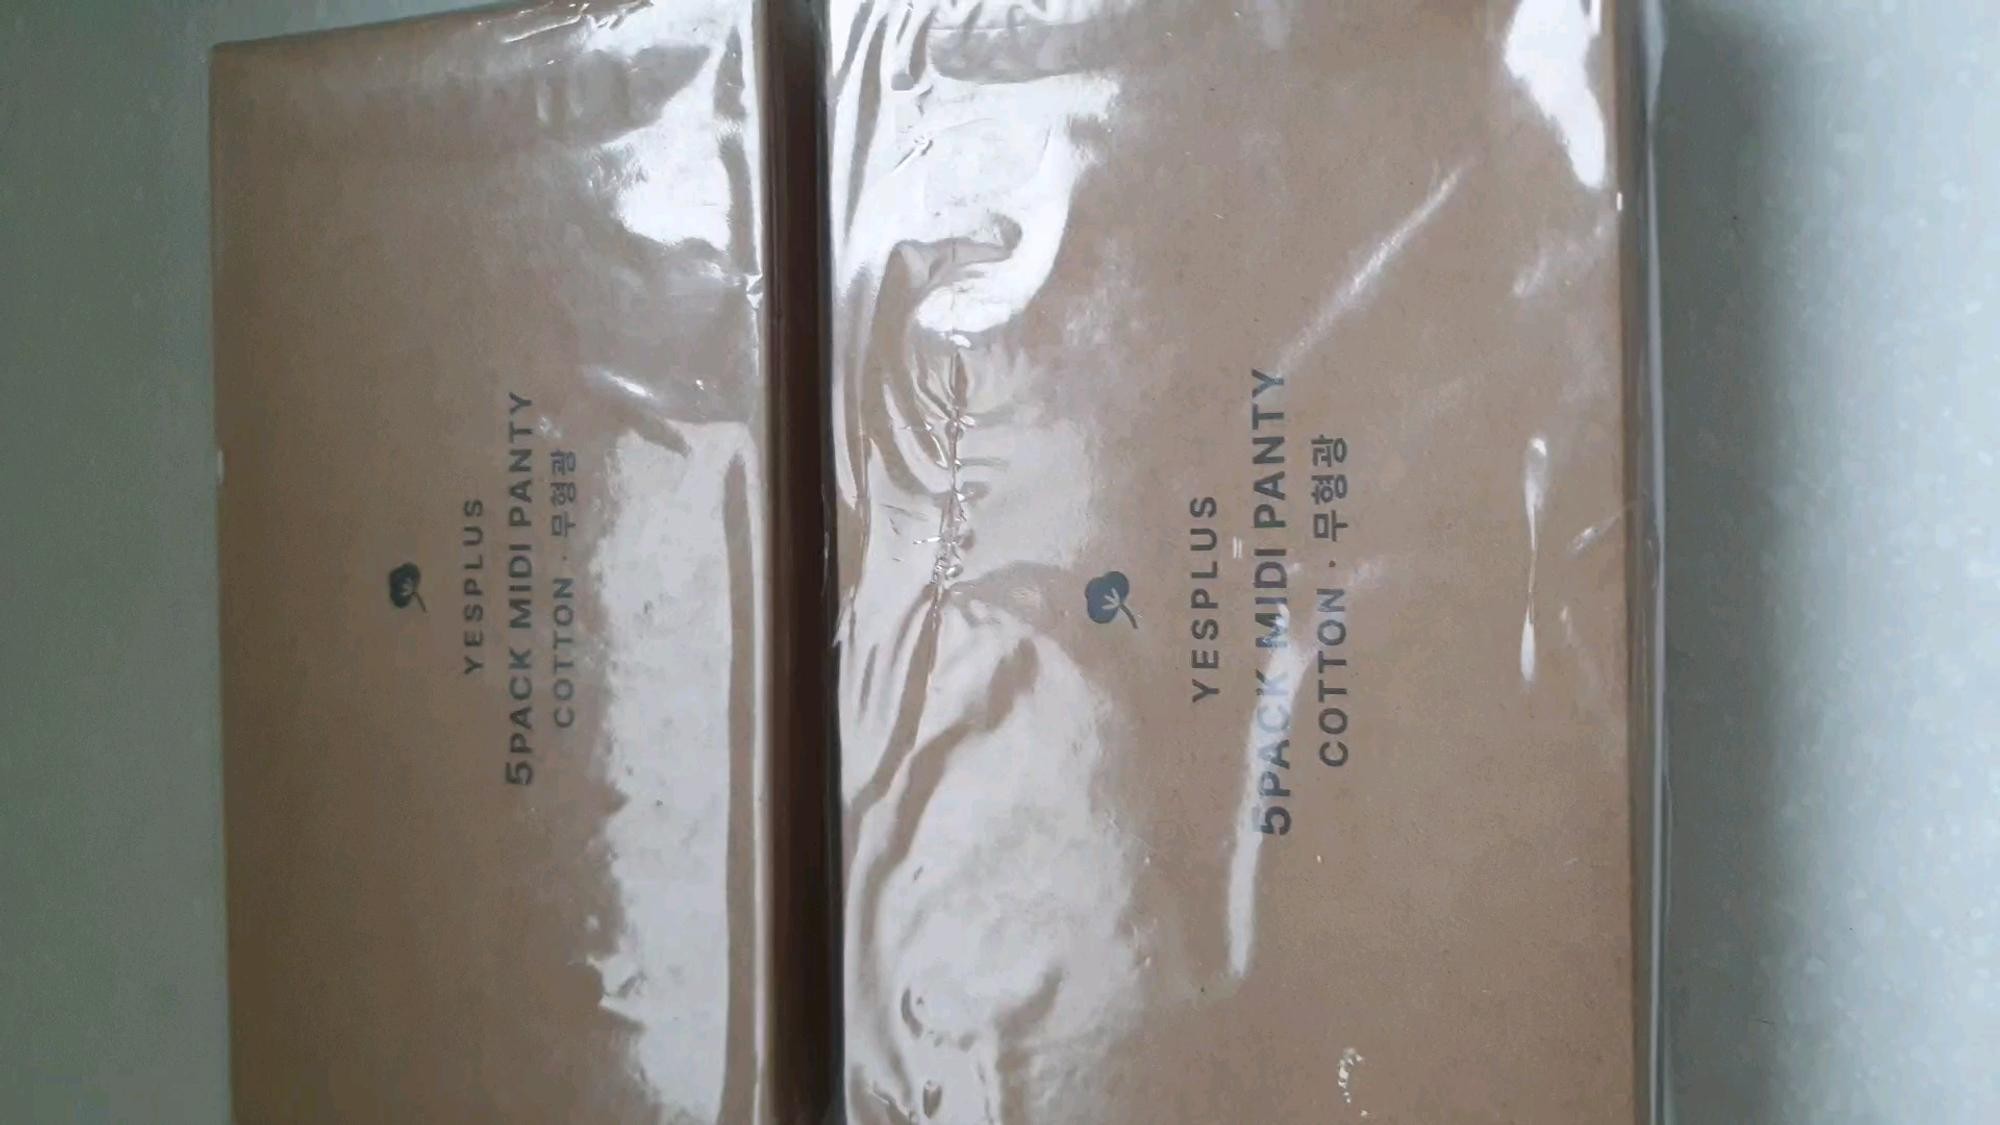 YESPLUS
5PACK MIDI PANTY
COTTON · 무형광
YESPLUS
5PACK MIDI PANTY
COTTON · 무형광